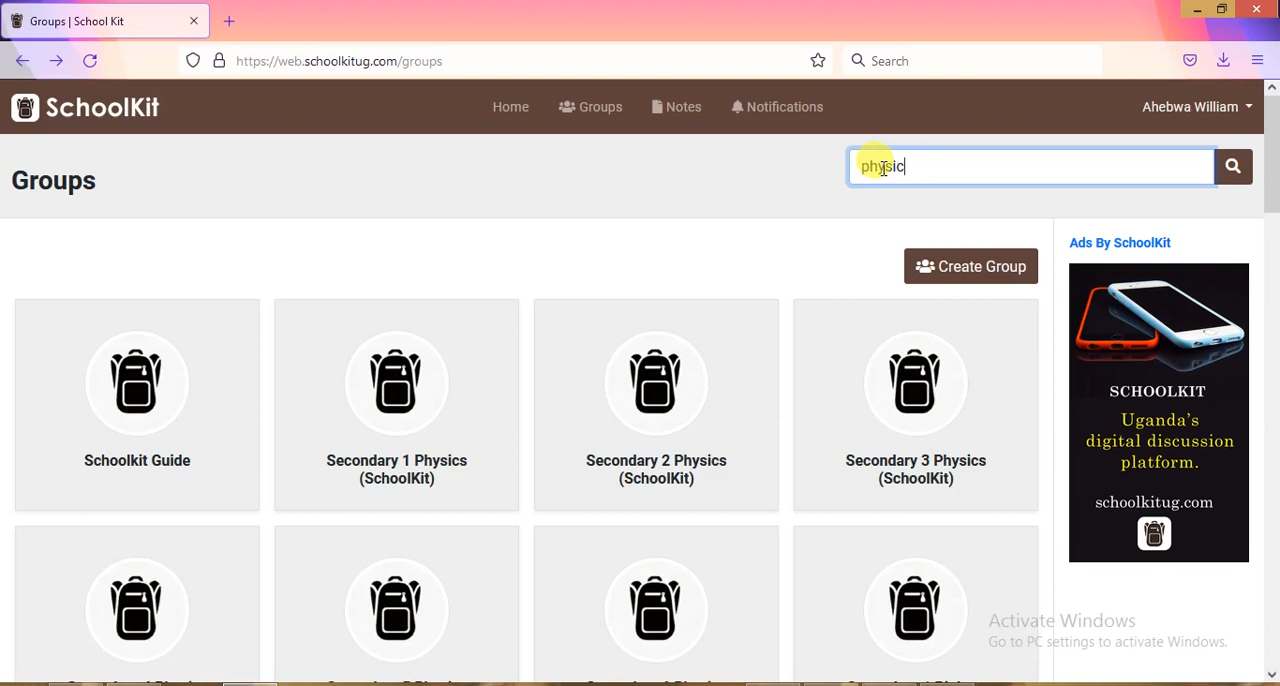 Groups | School Kit
https://web.schoolkitug.com/groups
Search
SchoolKit
Home
Groups
Notes
Notifications
Ahebwa William
Groups
physic
Create Group
Ads By SchoolKit
Schoolkit Guide
Secondary 1 Physics
(SchoolKit)
Secondary 2 Physics
(SchoolKit)
Secondary 3 Physics
(SchoolKit)
SCHOOLKIT
Uganda's
digital discussion
platform.
schoolkitug.com
Activate Windows
Go to PC settings to activate Windows.